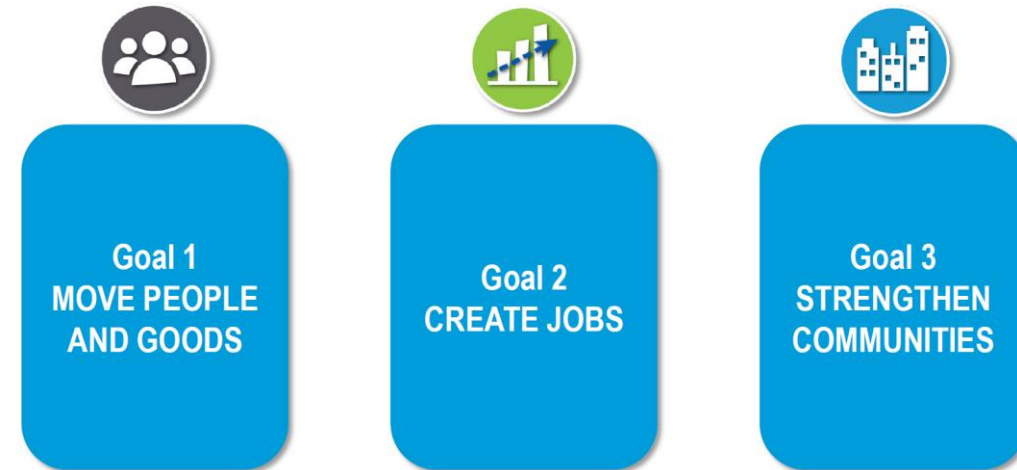 Goal 1
MOVE PEOPLE
AND GOODS
Goal 2
CREATE JOBS
Goal 3
STRENGTHEN
COMMUNITIES